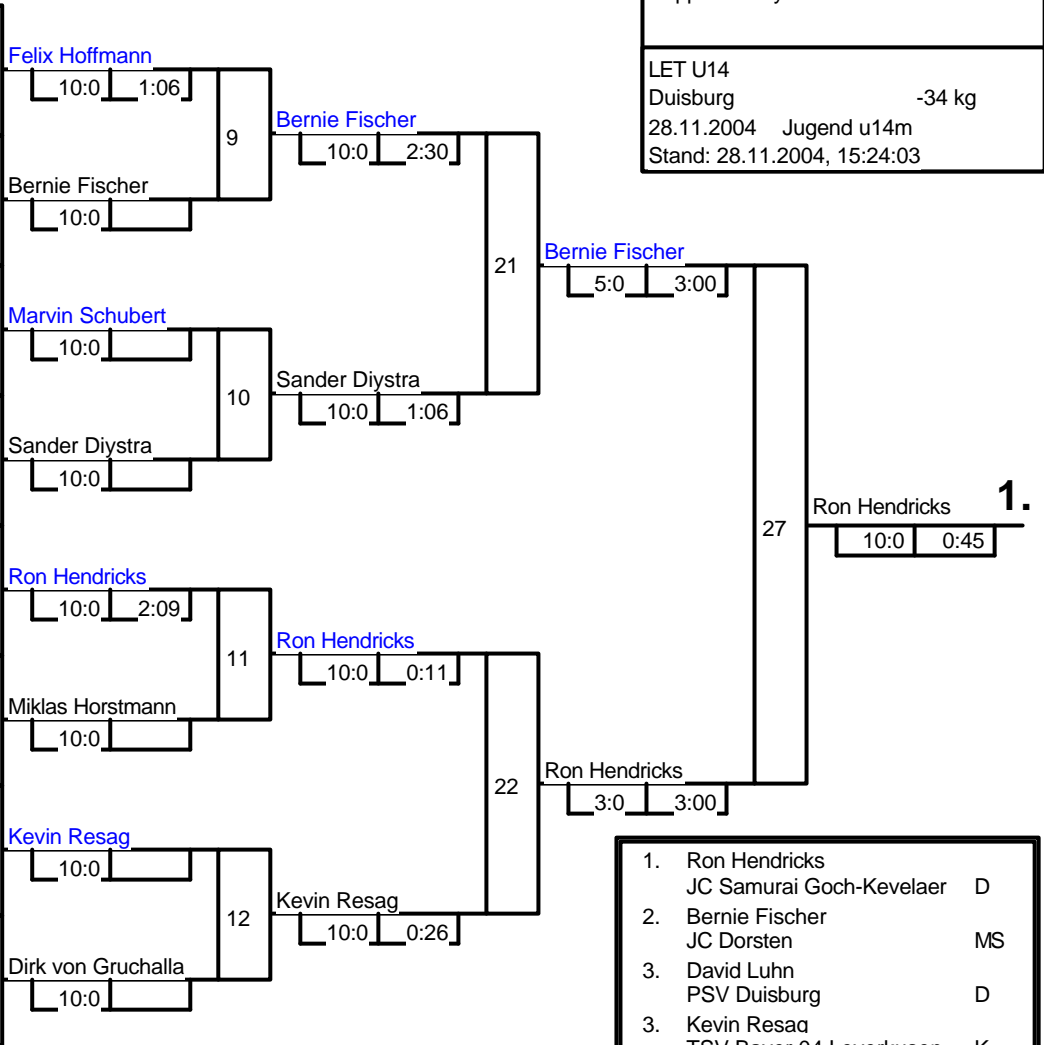 LET U14
Duisburg -34 kg
28.11.2004 Jugend u14m
Stand: 28.11.2004, 15:24:03
Felix Hoffmann
10:0 1:06
9
Bernie Fischer
10:0
Bernie Fischer
10:0 2:30
21
Marvin Schubert
10:0
10
Sander Diystra
10:0
Sander Diystra
10:0 1:06
Bernie Fischer
5:0 3:00
27
Ron Hendricks 1.
10:0 0:45
Ron Hendricks
10:0 2:09
11
Miklas Horstmann
10:0
Ron Hendricks
10:0 0:11
22
Kevin Resag
10:0
12
Dirk von Gruchalla
10:0
Kevin Resag
10:0 0:26
Ron Hendricks
3:0 3:00
1. Ron Hendricks
JC Samurai Goch-Kevelaer D
2. Bernie Fischer
JC Dorsten MS
3. David Luhn
PSV Duisburg D
3. Kevin Resag
TSV Bayer 04 Leverkusen K